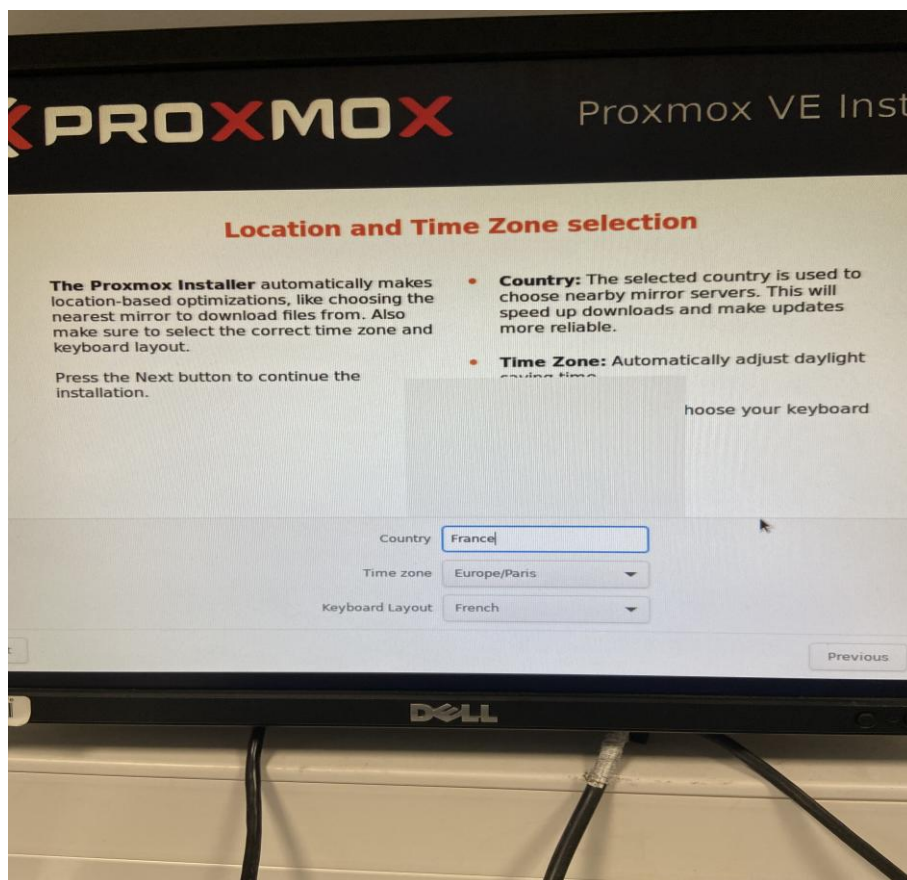 PROXMOX
Proxmox VE Inst
Location and Time Zone selection
The Proxmox Installer automatically makes
location-based optimizations, like choosing the
nearest mirror to download files from. Also
make sure to select the correct time zone and
keyboard layout.
Press the Next button to continue the
installation.
• Country: The selected country is used to
choose nearby mirror servers. This will
speed up downloads and make updates
more reliable.
• Time Zone: Automatically adjust daylight
saving time
hoose your keyboard
Country France
Time zone Europe/Paris
Keyboard Layout French
Previous
DELL